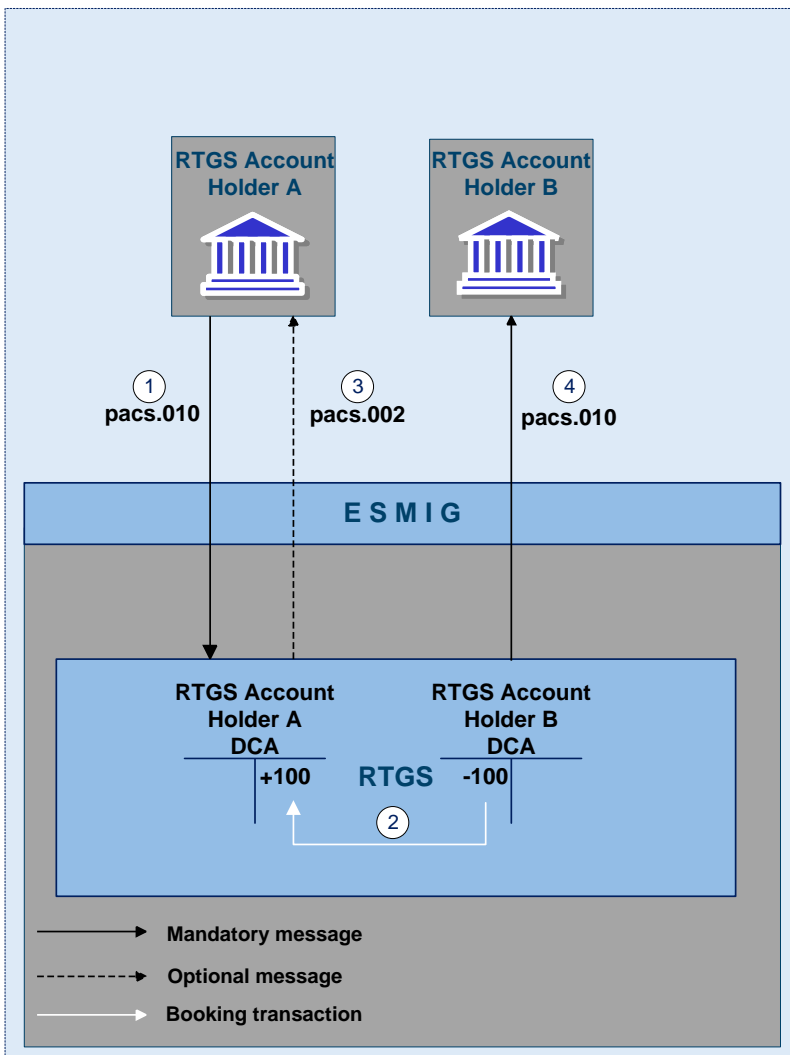 RTGS Account
Holder A
RTGS Account
Holder B
1
pacs.010
3
pacs.002
4
pacs.010
E S M I G
RTGS Account
Holder A
DCA
+100
RTGS Account
Holder B
DCA
-100
RTGS
2
Mandatory message
Optional message
Booking transaction